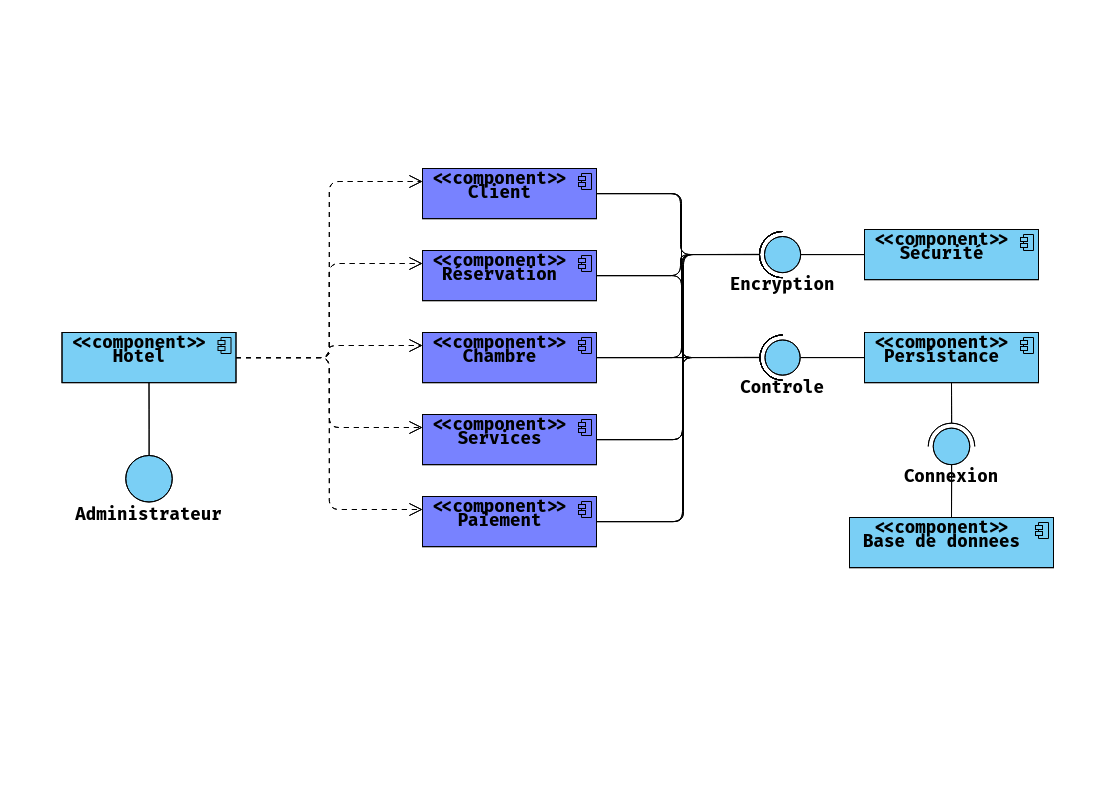 <<component>>
Client
<<component>>
Réservation
<<component>>
Sécurité
Encryption
<<component>>
Hôtel
<<component>>
Chambre
<<component>>
Persistance
Controle
<<component>>
Services
Connexion
<<component>>
Paiement
Administrateur
<<component>>
Base de donnees